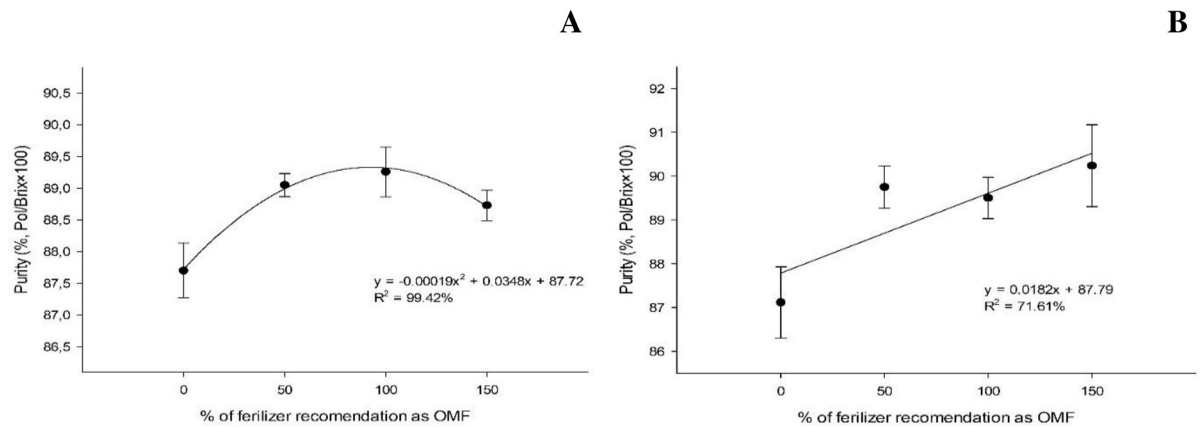 A
Purity (%, Pol/Brix×100)
90,5
90,0
89,5
89,0
88,5
88,0
87,5
87,0
86,5
y = -0.00019x² + 0.0348x + 87.72
R² = 99.42%
0
50
100
150
% of ferilizer recomendation as OMF
B
Purity (%, Pol/Brix×100)
92
91
90
89
88
87
86
y = 0.0182x + 87.79
R² = 71.61%
0
50
100
150
% of ferilizer recomendation as OMF